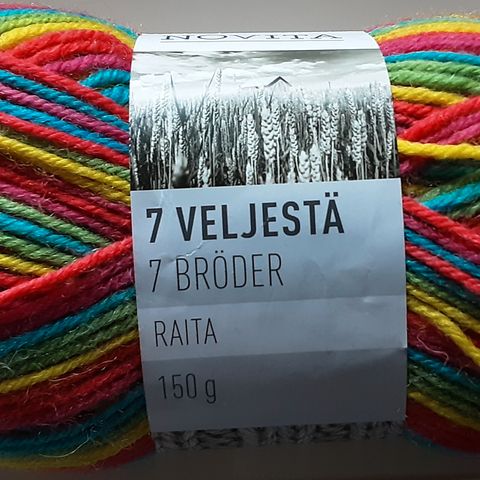 NOVITA
7 VELJESTÄ
7 BRÖDER
RAITA
150 g